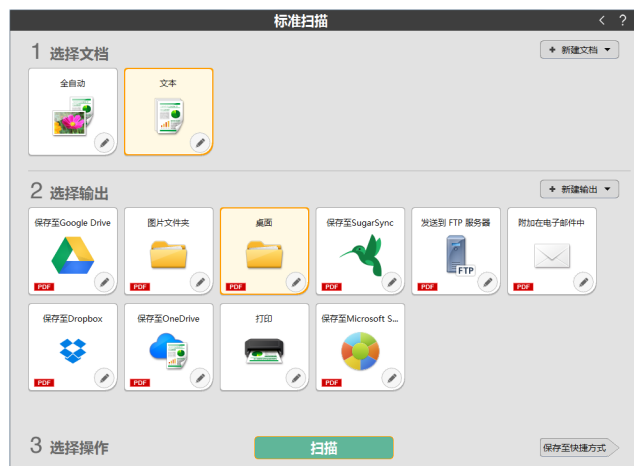 标准扫描
?
1 选择文档
+ 新建文档
全自动
文本
2 选择输出
+ 新建输出
保存至Google Drive
图片文件夹
桌面
保存至SugarSync
发送到 FTP 服务器
附加在电子邮件中
PDF
PDF
PDF
PDF
FTP
PDF
PDF
保存至Dropbox
保存至OneDrive
打印
保存至Microsoft S...
PDF
PDF
PDF
3 选择操作
扫描
保存至快捷方式